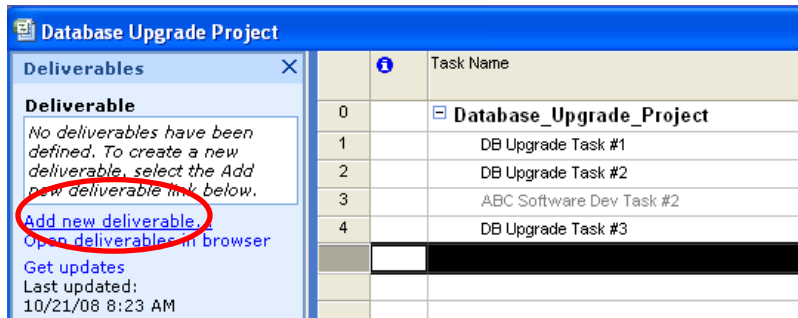 Database Upgrade Project
Deliverables
Deliverable
No deliverables have been
defined. To create a new
deliverable, select the Add
new deliverable link below.
Add new deliverable...
Open deliverables in browser
Get updates
Last updated:
10/21/08 8:23 AM
Task Name
0 Database_Upgrade_Project
1 DB Upgrade Task #1
2 DB Upgrade Task #2
3 ABC Software Dev Task #2
4 DB Upgrade Task #3